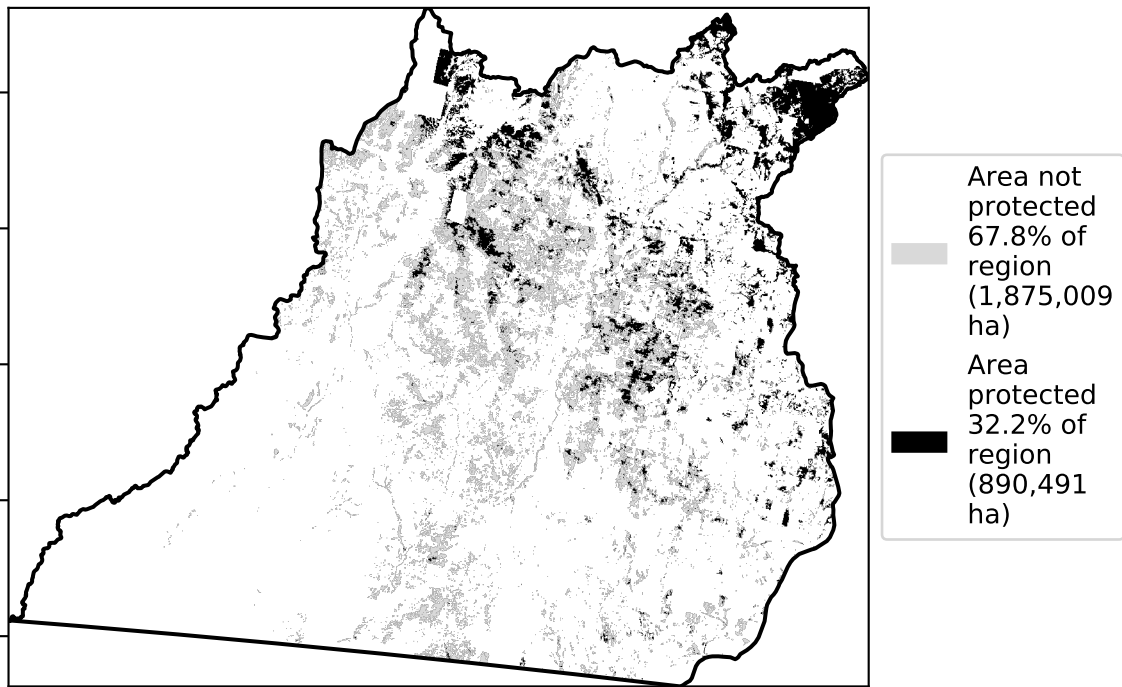 Area not
protected
67.8% of
region
(1,875,009
ha)
Area
protected
32.2% of
region
(890,491
ha)